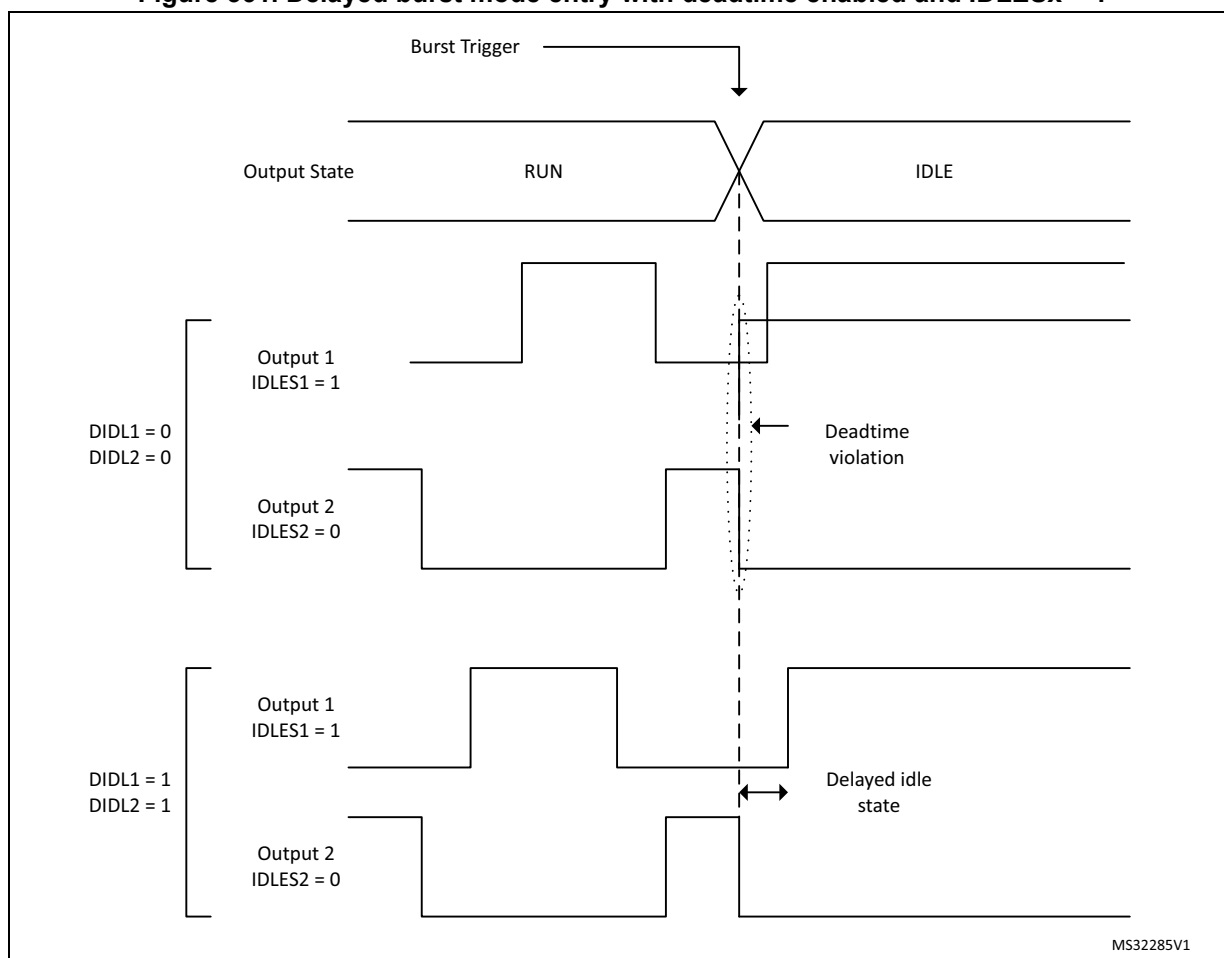 Burst Trigger
Output State
RUN
IDLE
Output 1
IDLES1 = 1
DIDL1 = 0
DIDL2 = 0
Deadtime
violation
Output 2
IDLES2 = 0
Output 1
IDLES1 = 1
DIDL1 = 1
DIDL2 = 1
Delayed idle
state
Output 2
IDLES2 = 0
MS32285V1